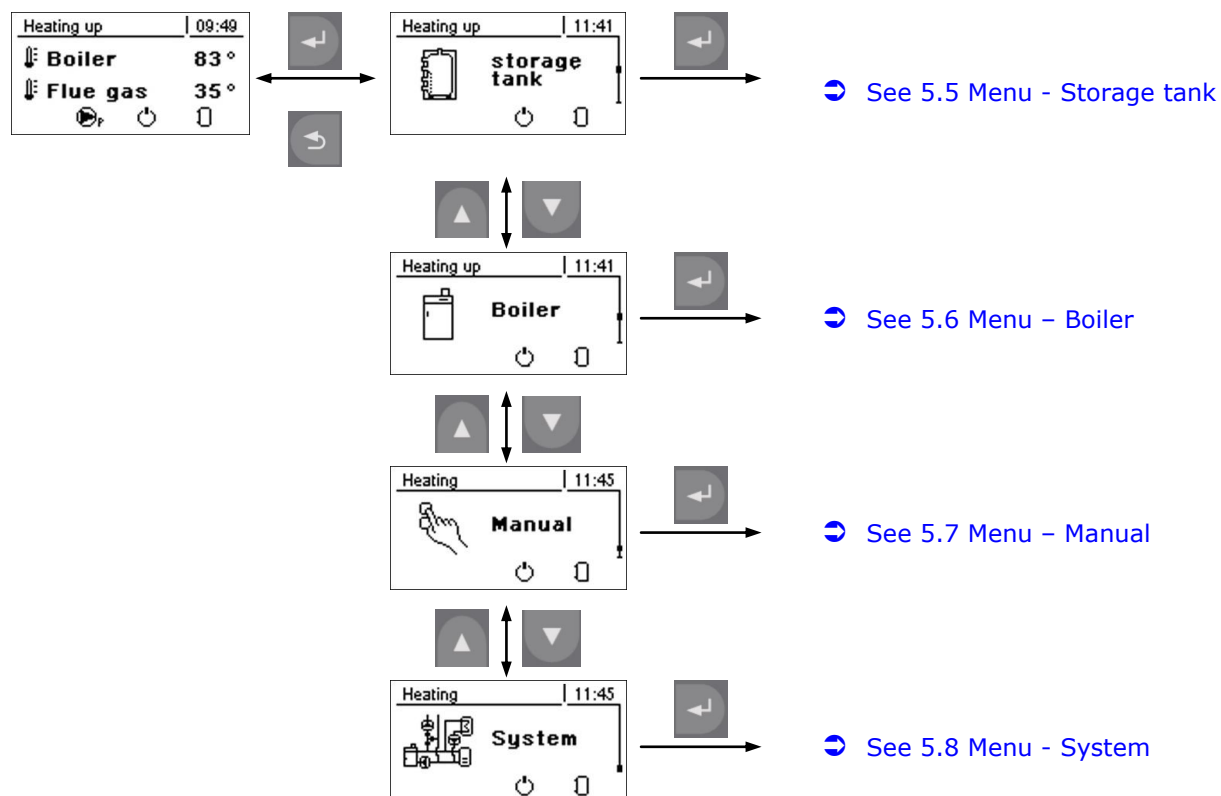 Heating up 09:49
Boiler 83°
Flue gas 35°
P
Heating up 11:41
storage
tank
See 5.5 Menu - Storage tank
Heating up 11:41
Boiler
See 5.6 Menu – Boiler
Heating 11:45
Manual
See 5.7 Menu – Manual
Heating 11:45
System
See 5.8 Menu - System